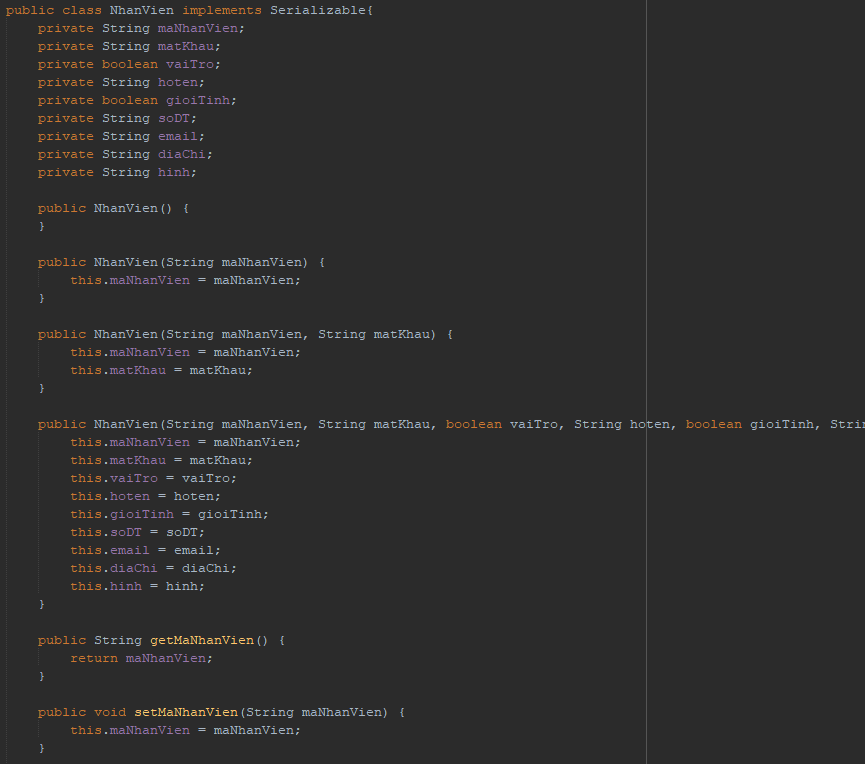 public class NhanVien implements Serializable{
private String maNhanVien;
private String matKhau;
private boolean vaiTro;
private String hoten;
private boolean gioiTinh;
private String soDT;
private String email;
private String diaChi;
private String hinh;
public NhanVien() {
}
public NhanVien(String maNhanVien) {
this.maNhanVien = maNhanVien;
}
public NhanVien(String maNhanVien, String matKhau) {
this.maNhanVien = maNhanVien;
this.matKhau = matKhau;
}
public NhanVien(String maNhanVien, String matKhau, boolean vaiTro, String hoten, boolean gioiTinh, Strin
this.maNhanVien = maNhanVien;
this.matKhau = matKhau;
this.vaiTro = vaiTro;
this.hoten = hoten;
this.gioiTinh = gioiTinh;
this.soDT = soDT;
this.email = email;
this.diaChi = diaChi;
this.hinh = hinh;
}
public String getMaNhanVien() {
return maNhanVien;
}
public void setMaNhanVien(String maNhanVien) {
this.maNhanVien = maNhanVien;
}